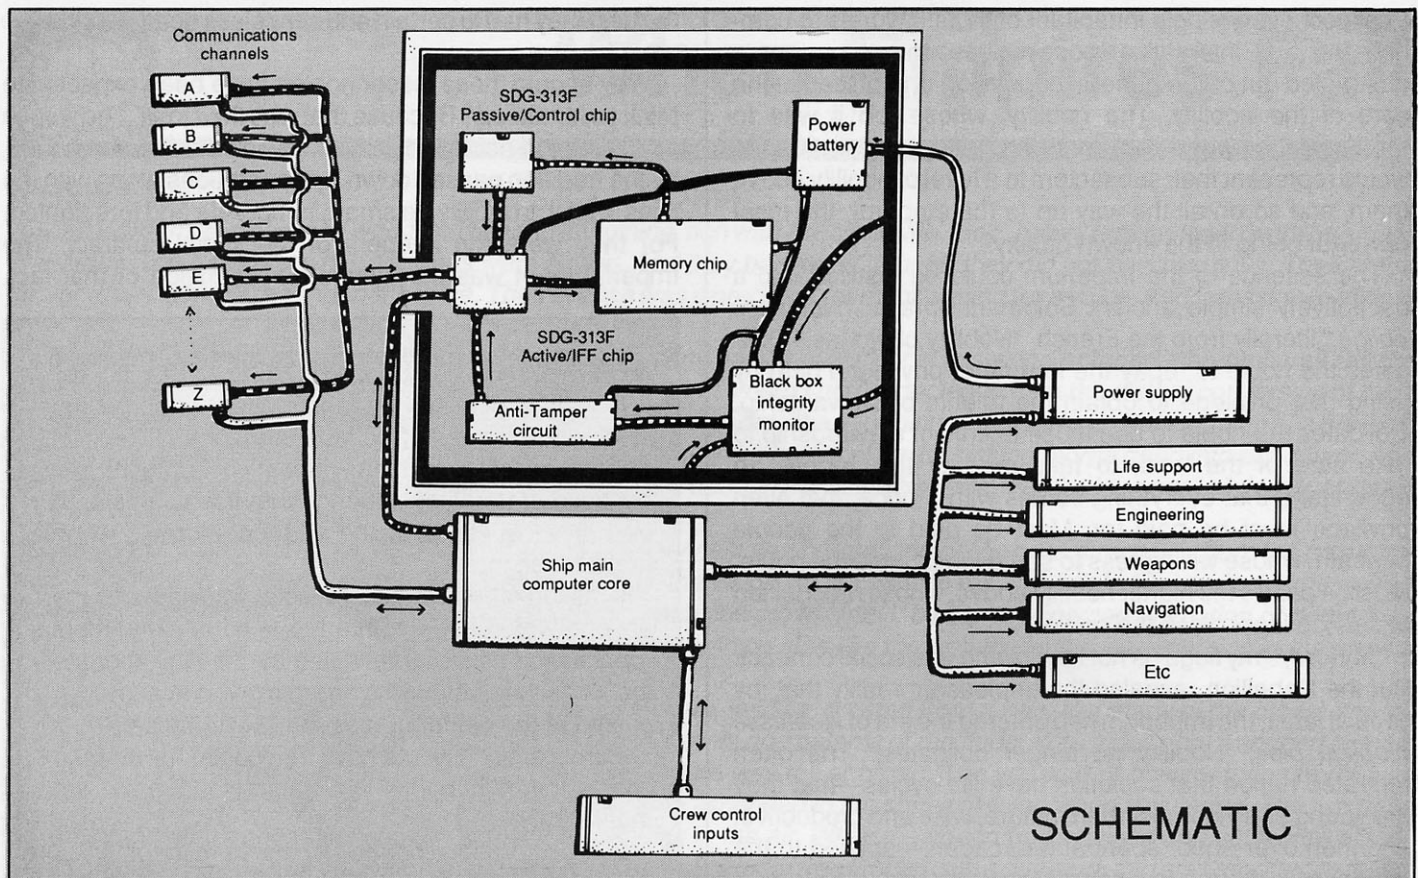 Communications
channels
A
B
C
D
E
Z
SDG-313F
Passive/Control chip
Power
battery
Memory chip
SDG-313F
Active/IFF chip
Anti-Tamper
circuit
Black box
integrity
monitor
Power supply
Life support
Engineering
Weapons
Navigation
Etc
Ship main
computer core
Crew control
inputs
SCHEMATIC